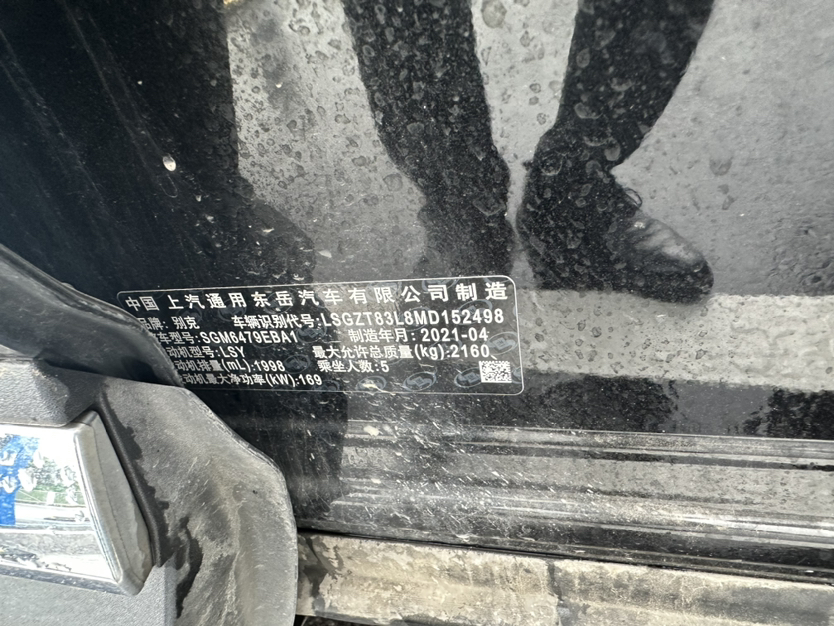 中国 上汽通用东岳汽车有限公司制造
品牌: 别克 车辆识别代号:LSGZT83L8MD152498
车型号:SGM6479EBA1 制造年月:2021-04
动机型号:LSY 最大允许总质量(kg):2160
动机排量(mL):1998 乘坐人数:5
动机最大净功率(kW):169